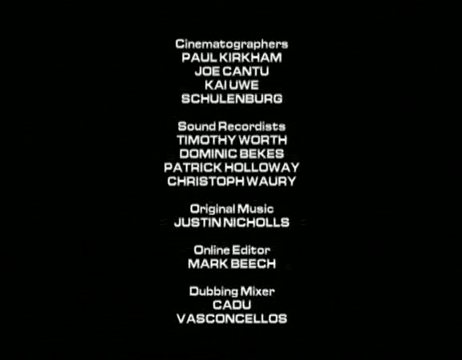 Cinematographers
PAUL KIRKHAM
JOE CANTU
KAI UWE
SCHULENBURG
Sound Recordists
TIMOTHY WORTH
DOMINIC BEKES
PATRICK HOLLOWAY
CHRISTOPH WAURY
Original Music
JUSTIN NICHOLLS
Online Editor
MARK BEECH
Dubbing Mixer
CADU
VASCONCELLOS